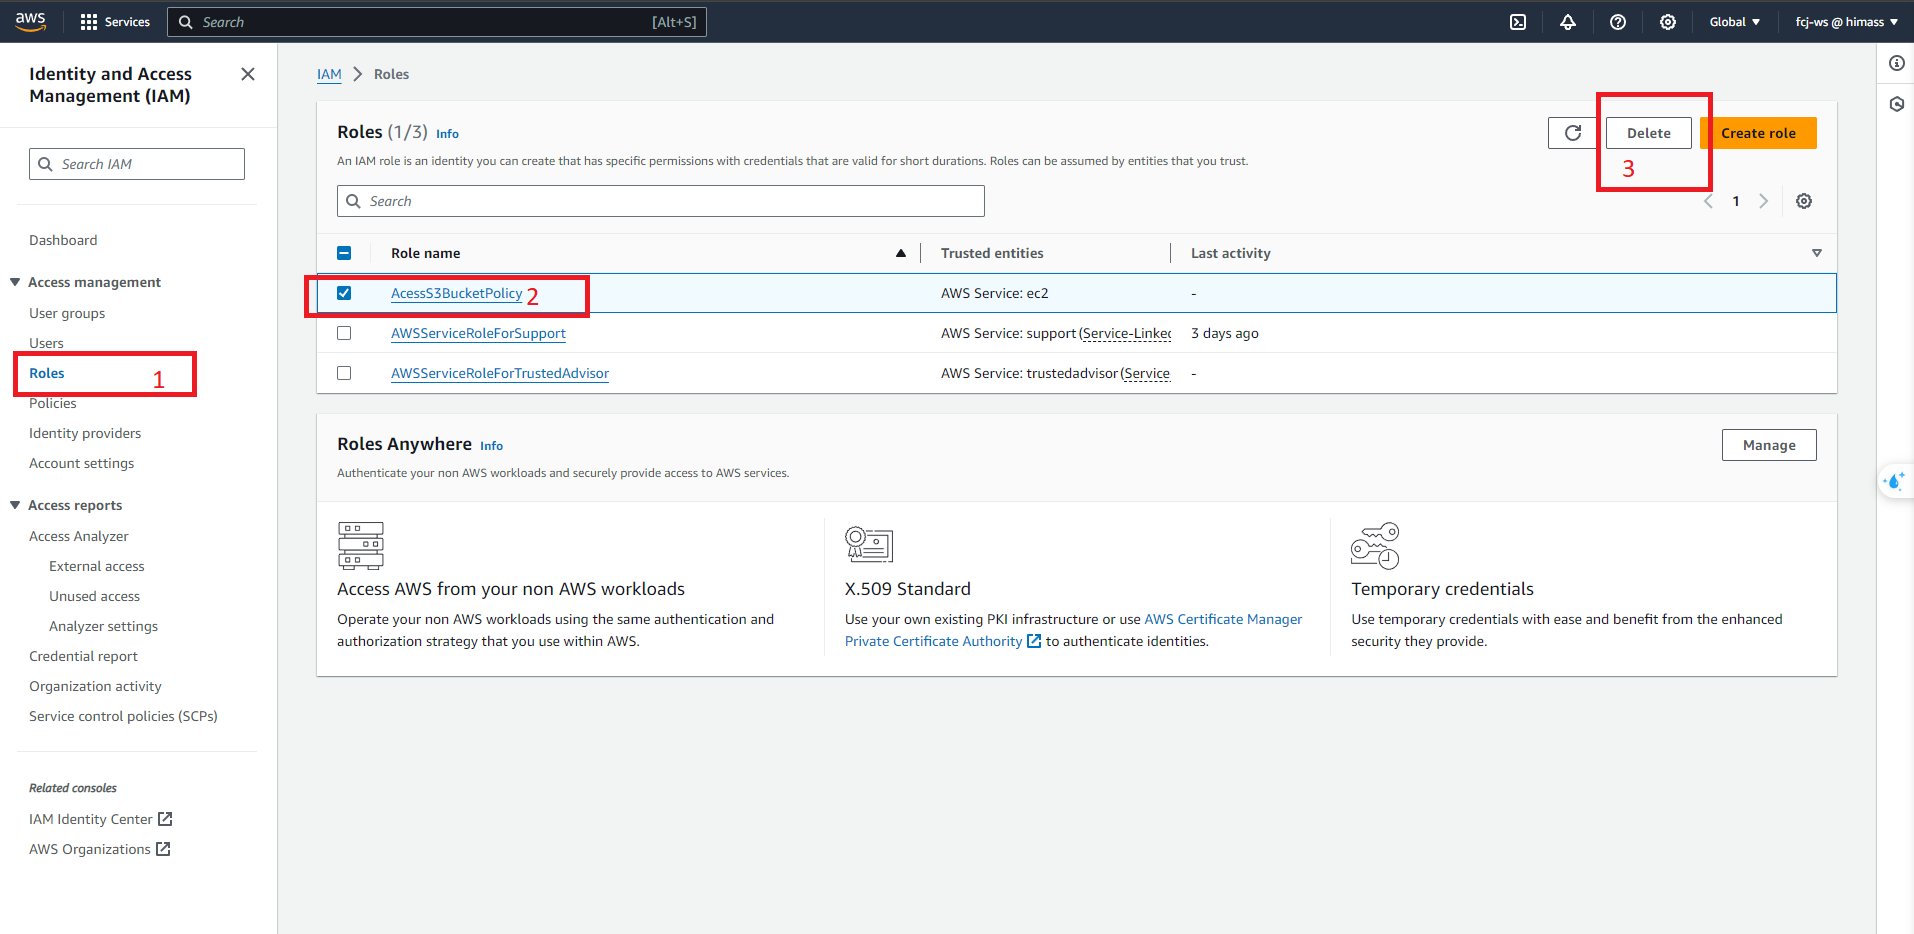 aws
Services
Search
[Alt+S]
Global
fcj-ws @ himass
Identity and Access
Management (IAM)
Search IAM
Dashboard
Access management
User groups
Users
Roles
1
Policies
Identity providers
Account settings
Access reports
Access Analyzer
External access
Unused access
Analyzer settings
Credential report
Organization activity
Service control policies (SCPs)
Related consoles
IAM Identity Center
AWS Organizations
IAM
Roles
Roles (1/3) Info
Delete
Create role
3
An IAM role is an identity you can create that has specific permissions with credentials that are valid for short durations. Roles can be assumed by entities that you trust.
Search
1
Role name
Trusted entities
Last activity
AcessS3BucketPolicy
2
AWS Service: ec2
-
AWSServiceRoleForSupport
AWS Service: support (Service-Linked
3 days ago
AWSServiceRoleForTrustedAdvisor
AWS Service: trustedadvisor (Service
-
Roles Anywhere Info
Manage
Authenticate your non AWS workloads and securely provide access to AWS services.
Access AWS from your non AWS workloads
Operate your non AWS workloads using the same authentication and
authorization strategy that you use within AWS.
X.509 Standard
Use your own existing PKI infrastructure or use AWS Certificate Manager
Private Certificate Authority to authenticate identities.
Temporary credentials
Use temporary credentials with ease and benefit from the enhanced
security they provide.